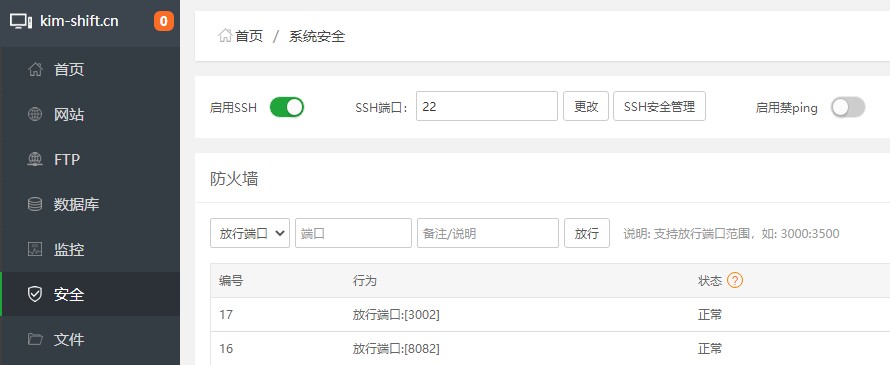 kim-shift.cn 0
首页
网站
FTP
数据库
监控
安全
文件
首页 / 系统安全
启用SSH SSH端口: 22 更改 SSH安全管理 启用禁ping
防火墙
放行端口 端口 备注/说明 放行 说明: 支持放行端口范围，如: 3000:3500
编号 行为 状态 ?
17 放行端口:[3002] 正常
16 放行端口:[8082] 正常